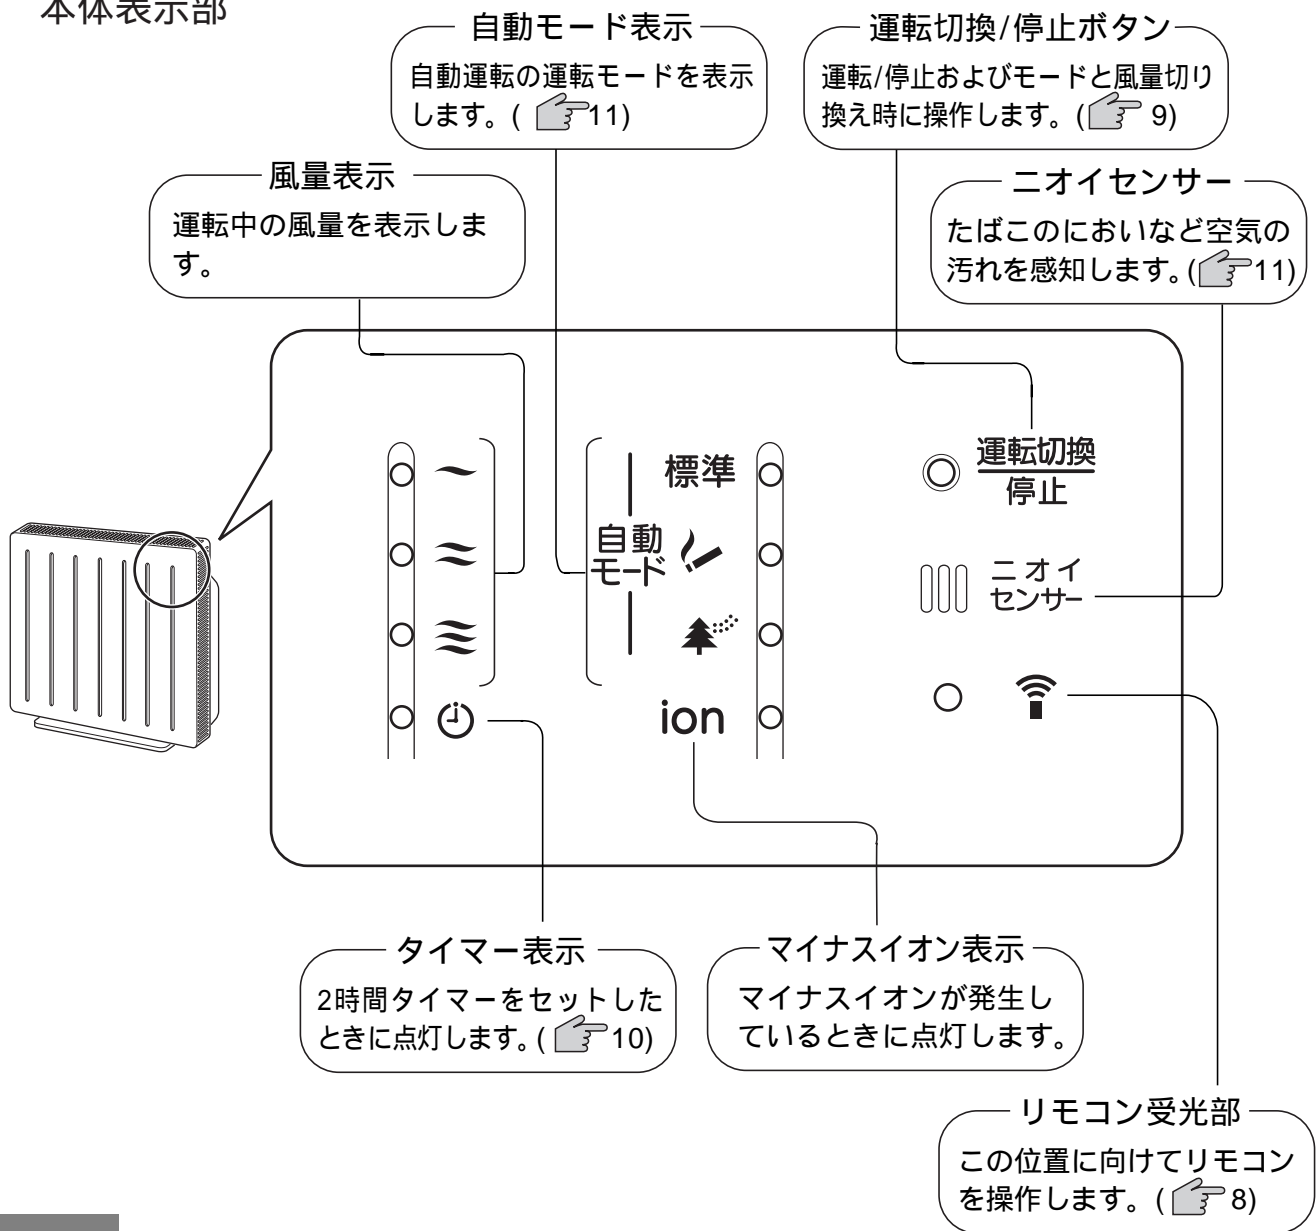 本体表示部
自動モード表示
自動運転の運転モードを表示
します。( 11)
運転切換/停止ボタン
運転/停止およびモードと風量切り
換え時に操作します。( 9)
風量表示
運転中の風量を表示しま
す。
ニオイセンサー
たばこのにおいなど空気の
汚れを感知します。( 11)
標準
自動
モード
ion
運転切換
停止
ニオイ
センサー
タイマー表示
2時間タイマーをセットした
ときに点灯します。( 10)
マイナスイオン表示
マイナスイオンが発生し
ているときに点灯します。
リモコン受光部
この位置に向けてリモコン
を操作します。( 8)